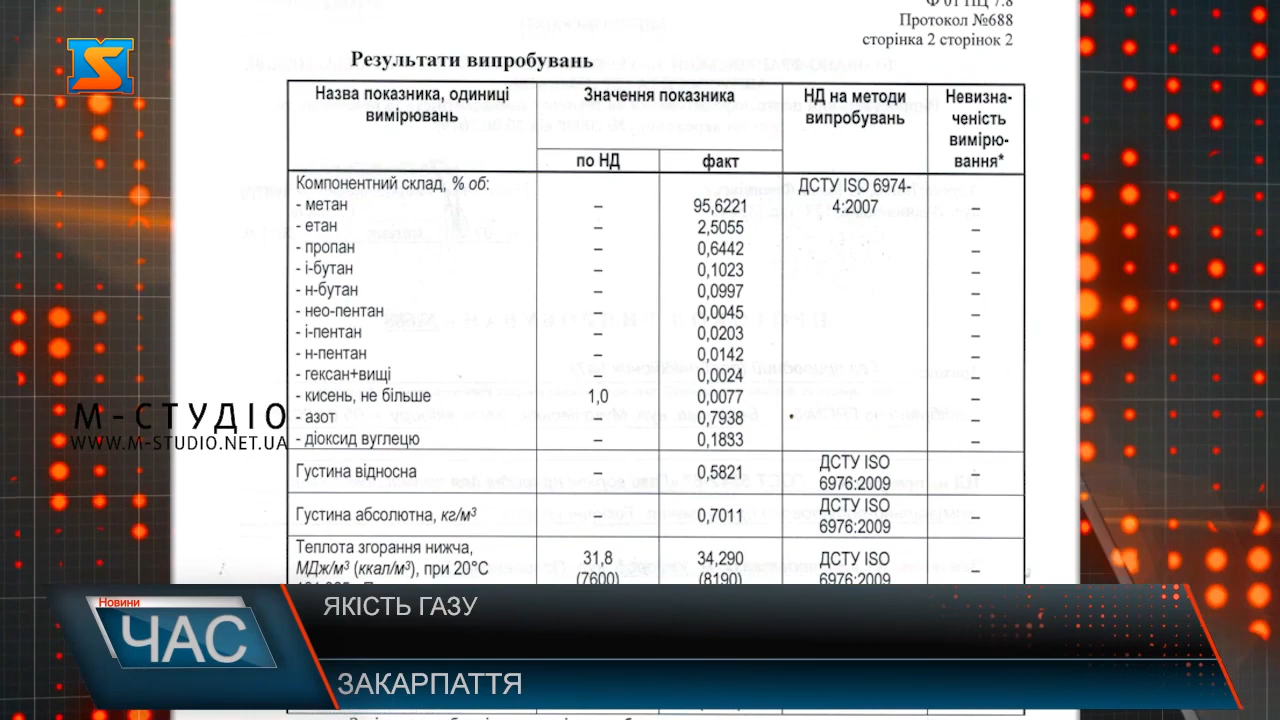 Ф 01 ПЦ 7.8
Протокол №688
сторінка 2 сторінок 2
Результати випробувань
Назва показника, одиниці вимірювань
Значення показника
НД на методи випробувань
Невизна-
ченість
вимірю-
вання*
по НД
факт
Компонентний склад, % об:
ДСТУ ISO 6974-
4:2007
- метан – 95,6221 –
- етан – 2,5055 –
- пропан – 0,6442 –
- і-бутан – 0,1023 –
- н-бутан – 0,0997 –
- нео-пентан – 0,0045 –
- і-пентан – 0,0203 –
- н-пентан – 0,0142 –
- гексан+вищі – 0,0024 –
- кисень, не більше 1,0 0,0077 –
- азот – 0,7938 –
- діоксид вуглецю – 0,1833 –
Густина відносна – 0,5821 ДСТУ ISO 6976:2009 –
Густина абсолютна, кг/м³ – 0,7011 ДСТУ ISO 6976:2009 –
Теплота згорання нижча, 31,8 34,290 ДСТУ ISO
МДж/м³ (ккал/м³), при 20°С (7600) (8190) 6976:2009 –
М-СТУДІО
WWW.M-STUDIO.NET.UA
Новини
ЧАС
ЯКІСТЬ ГАЗУ
ЗАКАРПАТТЯ